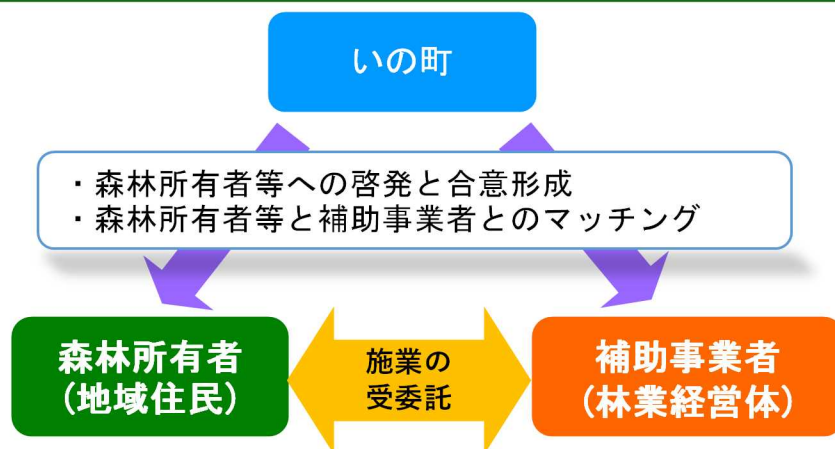 いの町
・森林所有者等への啓発と合意形成
・森林所有者等と補助事業者とのマッチング
森林所有者
(地域住民)
施業の
受委託
補助事業者
(林業経営体)